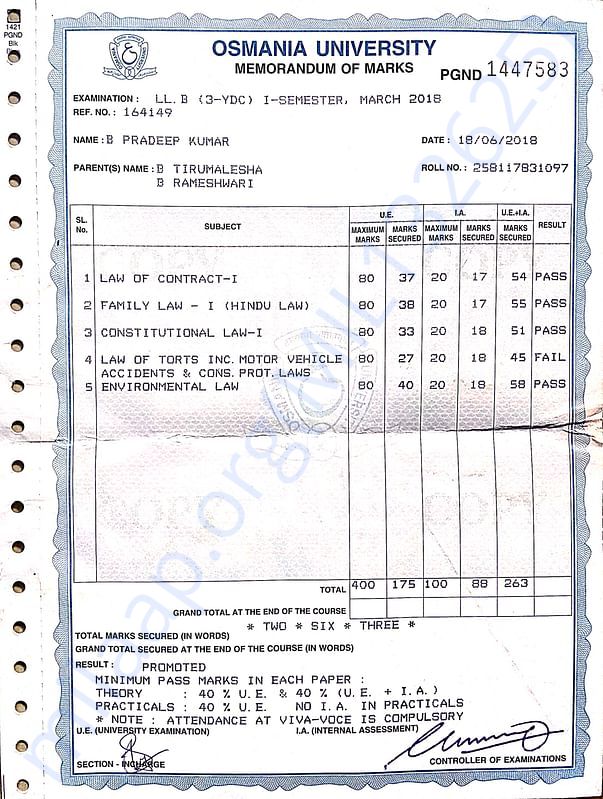 1421
PGND
Blk
OSMANIA UNIVERSITY
MEMORANDUM OF MARKS
PGND 1447583
EXAMINATION : LL.B (3-YDC) I-SEMESTER, MARCH 2018
REF. NO. : 164149
NAME : B PRADEEP KUMAR
DATE : 18/06/2018
PARENT(S) NAME : B TIRUMALESHA
ROLL NO. : 258117831097
B RAMESHWARI
SL. No. SUBJECT U.E. I.A. U.E.+I.A. RESULT
MAXIMUM MARKS MARKS SECURED MAXIMUM MARKS MARKS SECURED MARKS SECURED
1 LAW OF CONTRACT-I 80 37 20 17 54 PASS
2 FAMILY LAW - I (HINDU LAW) 80 38 20 17 55 PASS
3 CONSTITUTIONAL LAW-I 80 33 20 18 51 PASS
4 LAW OF TORTS INC. MOTOR VEHICLE 80 27 20 18 45 FAIL
ACCIDENTS & CONS. PROT. LAWS
5 ENVIRONMENTAL LAW 80 40 20 18 58 PASS
COPY COPY
TOTAL 400 175 100 88 263
GRAND TOTAL AT THE END OF THE COURSE
* TWO * SIX * THREE *
TOTAL MARKS SECURED (IN WORDS)
GRAND TOTAL SECURED AT THE END OF THE COURSE (IN WORDS)
RESULT : PROMOTED
MINIMUM PASS MARKS IN EACH PAPER :
THEORY : 40 % U.E. & 40 % (U.E. + I.A.)
PRACTICALS : 40 % U.E. NO I.A. IN PRACTICALS
* NOTE : ATTENDANCE AT VIVA-VOCE IS COMPULSORY
U.E. (UNIVERSITY EXAMINATION) I.A. (INTERNAL ASSESSMENT)
SECTION - INCHARGE
CONTROLLER OF EXAMINATIONS